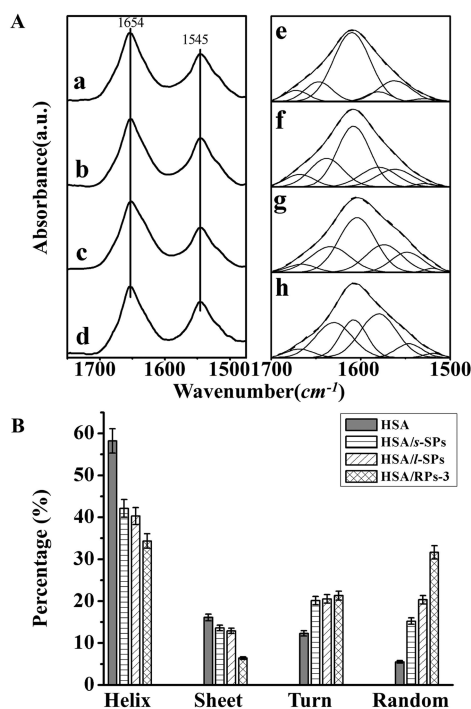 A
1654
1545
a
b
c
d
e
f
g
h
Absorbance(a.u.)
1700 1600 1500
1700 1600 1500
Wavenumber(cm-1)
B
HSA
HSA/s-SPs
HSA/l-SPs
HSA/RPs-3
Percentage (%)
70
60
50
40
30
20
10
0
Helix Sheet Turn Random